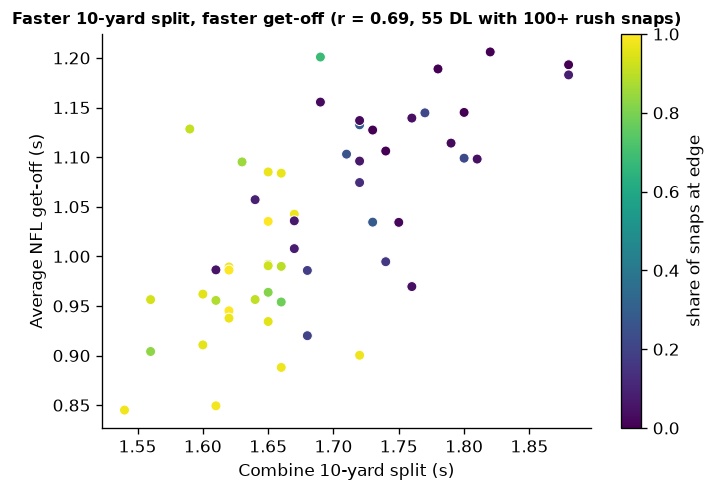 Faster 10-yard split, faster get-off (r = 0.69, 55 DL with 100+ rush snaps)
1.20
1.15
1.10
1.05
1.00
0.95
0.90
0.85
Average NFL get-off (s)
1.55 1.60 1.65 1.70 1.75 1.80 1.85
Combine 10-yard split (s)
1.0
0.8
0.6
0.4
0.2
0.0
share of snaps at edge